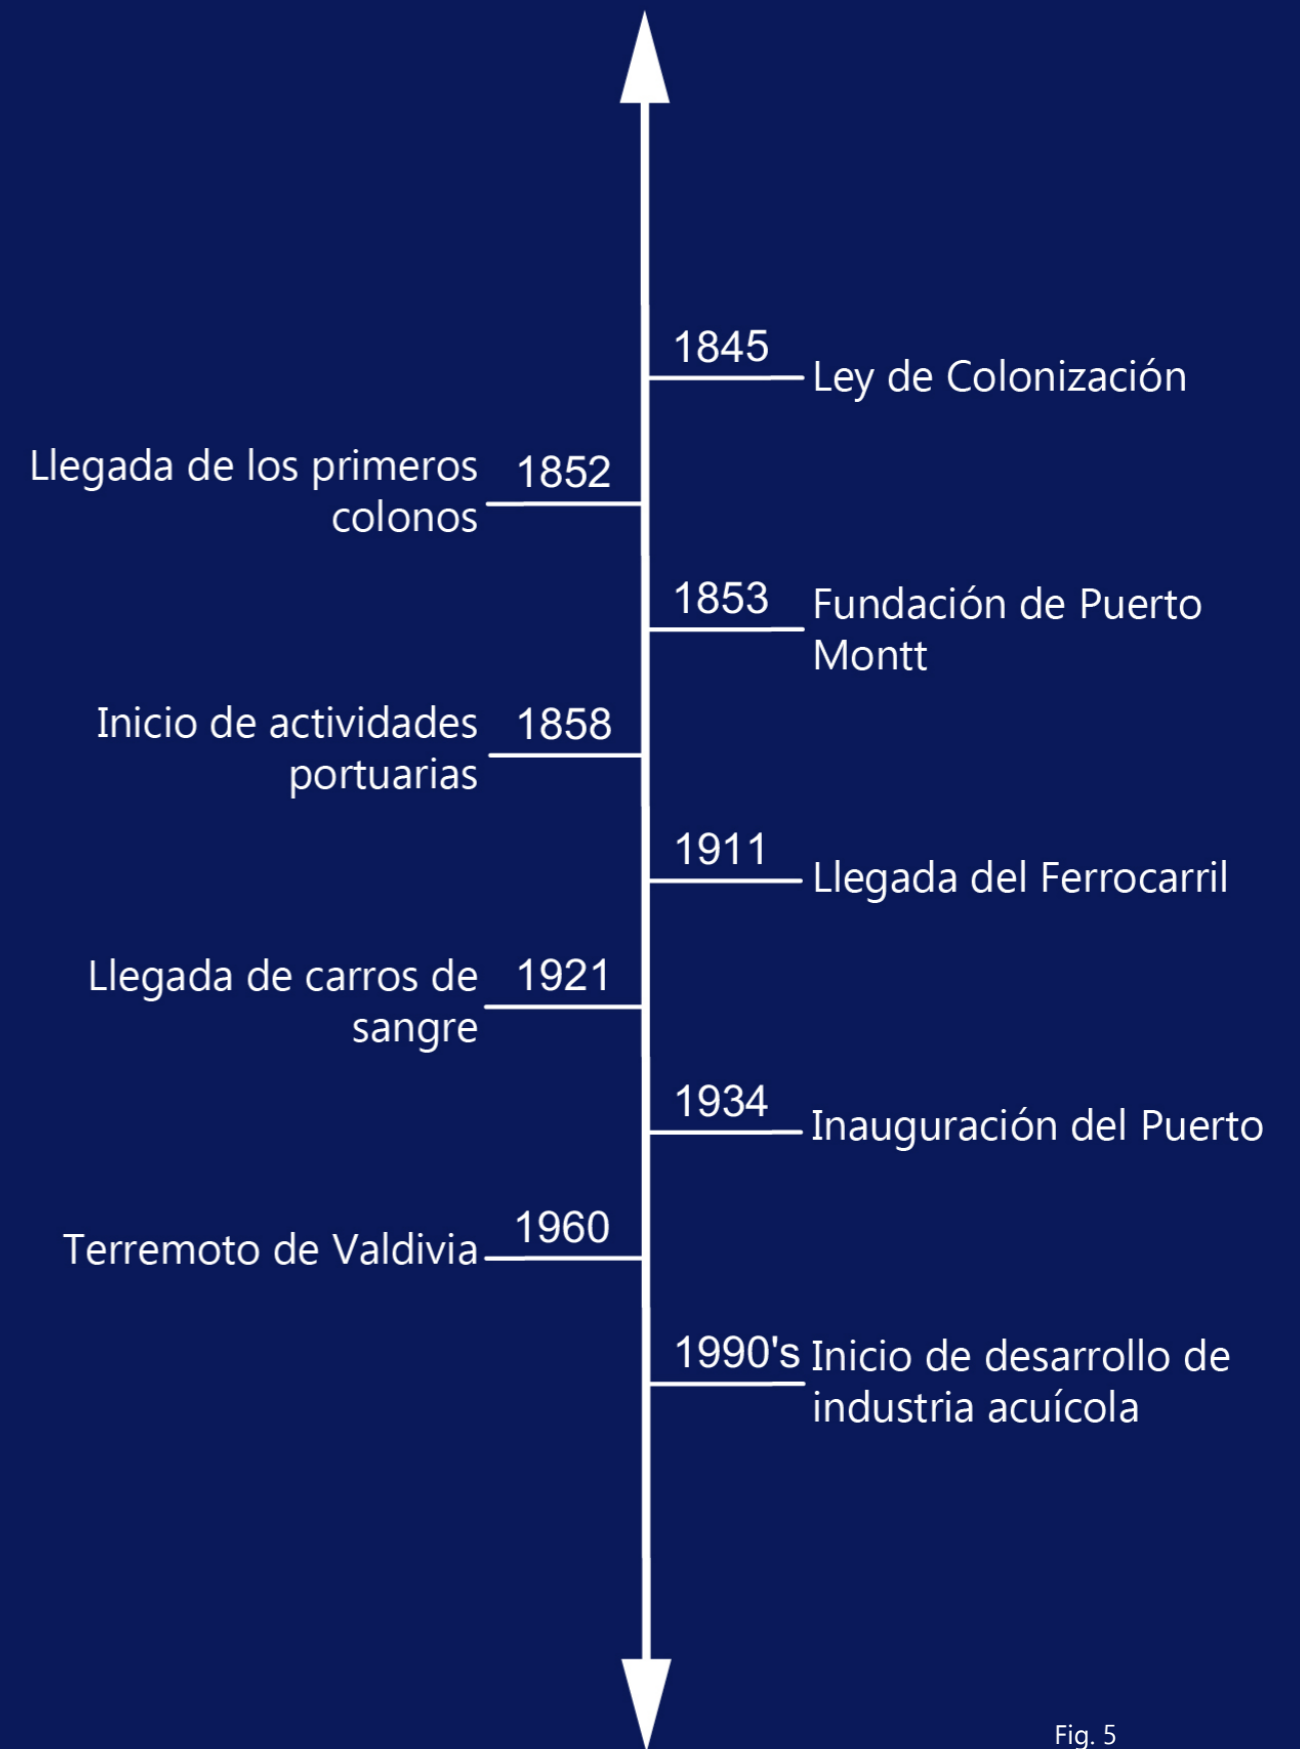 1845
Ley de Colonización
Llegada de los primeros
colonos
1852
1853
Fundación de Puerto
Montt
Inicio de actividades
portuarias
1858
1911
Llegada del Ferrocarril
Llegada de carros de
sangre
1921
1934
Inauguración del Puerto
Terremoto de Valdivia
1960
1990's
Inicio de desarrollo de
industria acuícola
Fig. 5